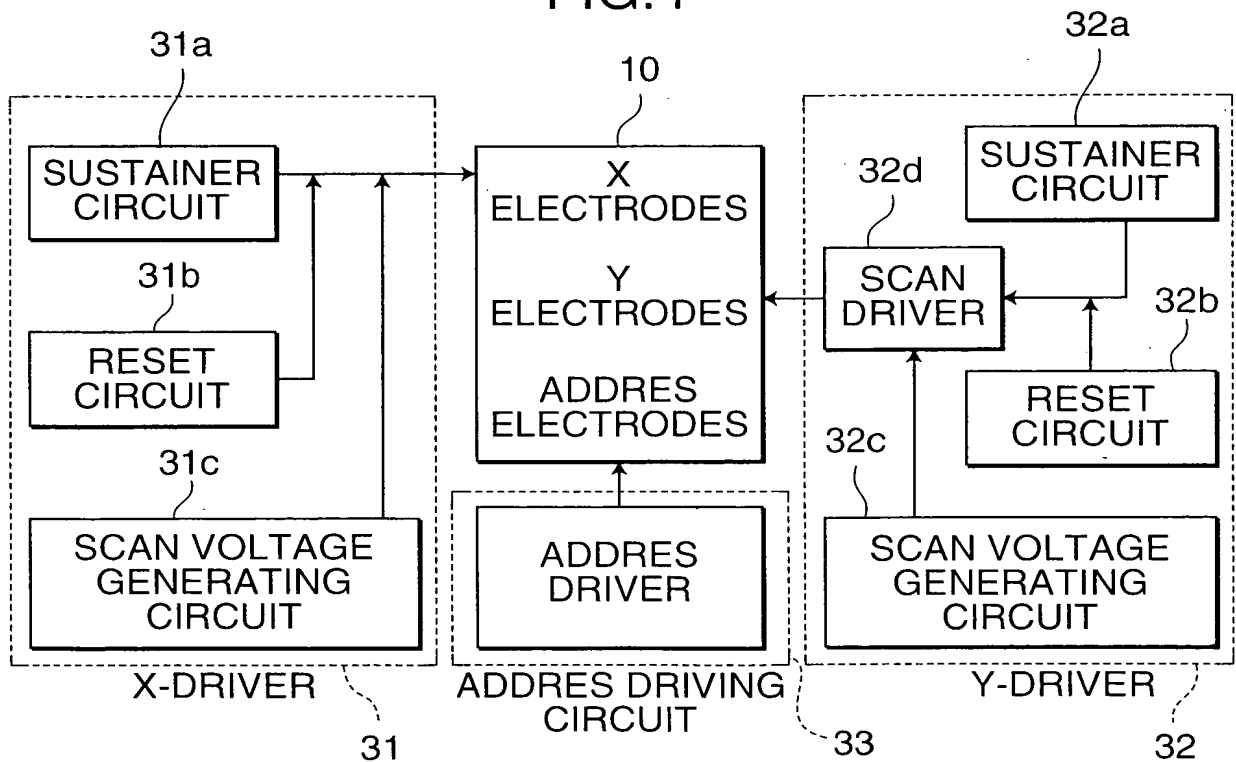 31a
SUSTAINER
CIRCUIT
31b
RESET
CIRCUIT
31c
SCAN VOLTAGE
GENERATING
CIRCUIT
X-DRIVER
31
10
X
ELECTRODES
Y
ELECTRODES
ADDRES
ELECTRODES
ADDRES
DRIVER
ADDRES DRIVING
CIRCUIT
33
32a
SUSTAINER
CIRCUIT
32d
SCAN
DRIVER
32b
RESET
CIRCUIT
32c
SCAN VOLTAGE
GENERATING
CIRCUIT
Y-DRIVER
32